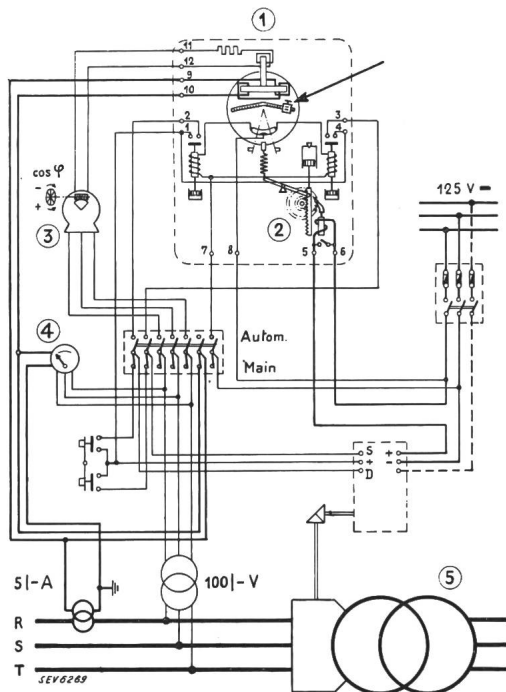 1
11
12
9
10
2
1
3
4
cos φ
-
+
3
2
7
8
5
6
125 V =
4
Autom.
Main
S + +
+ -
D
5|-A
100|-V
5
R
S
T
SEV6269